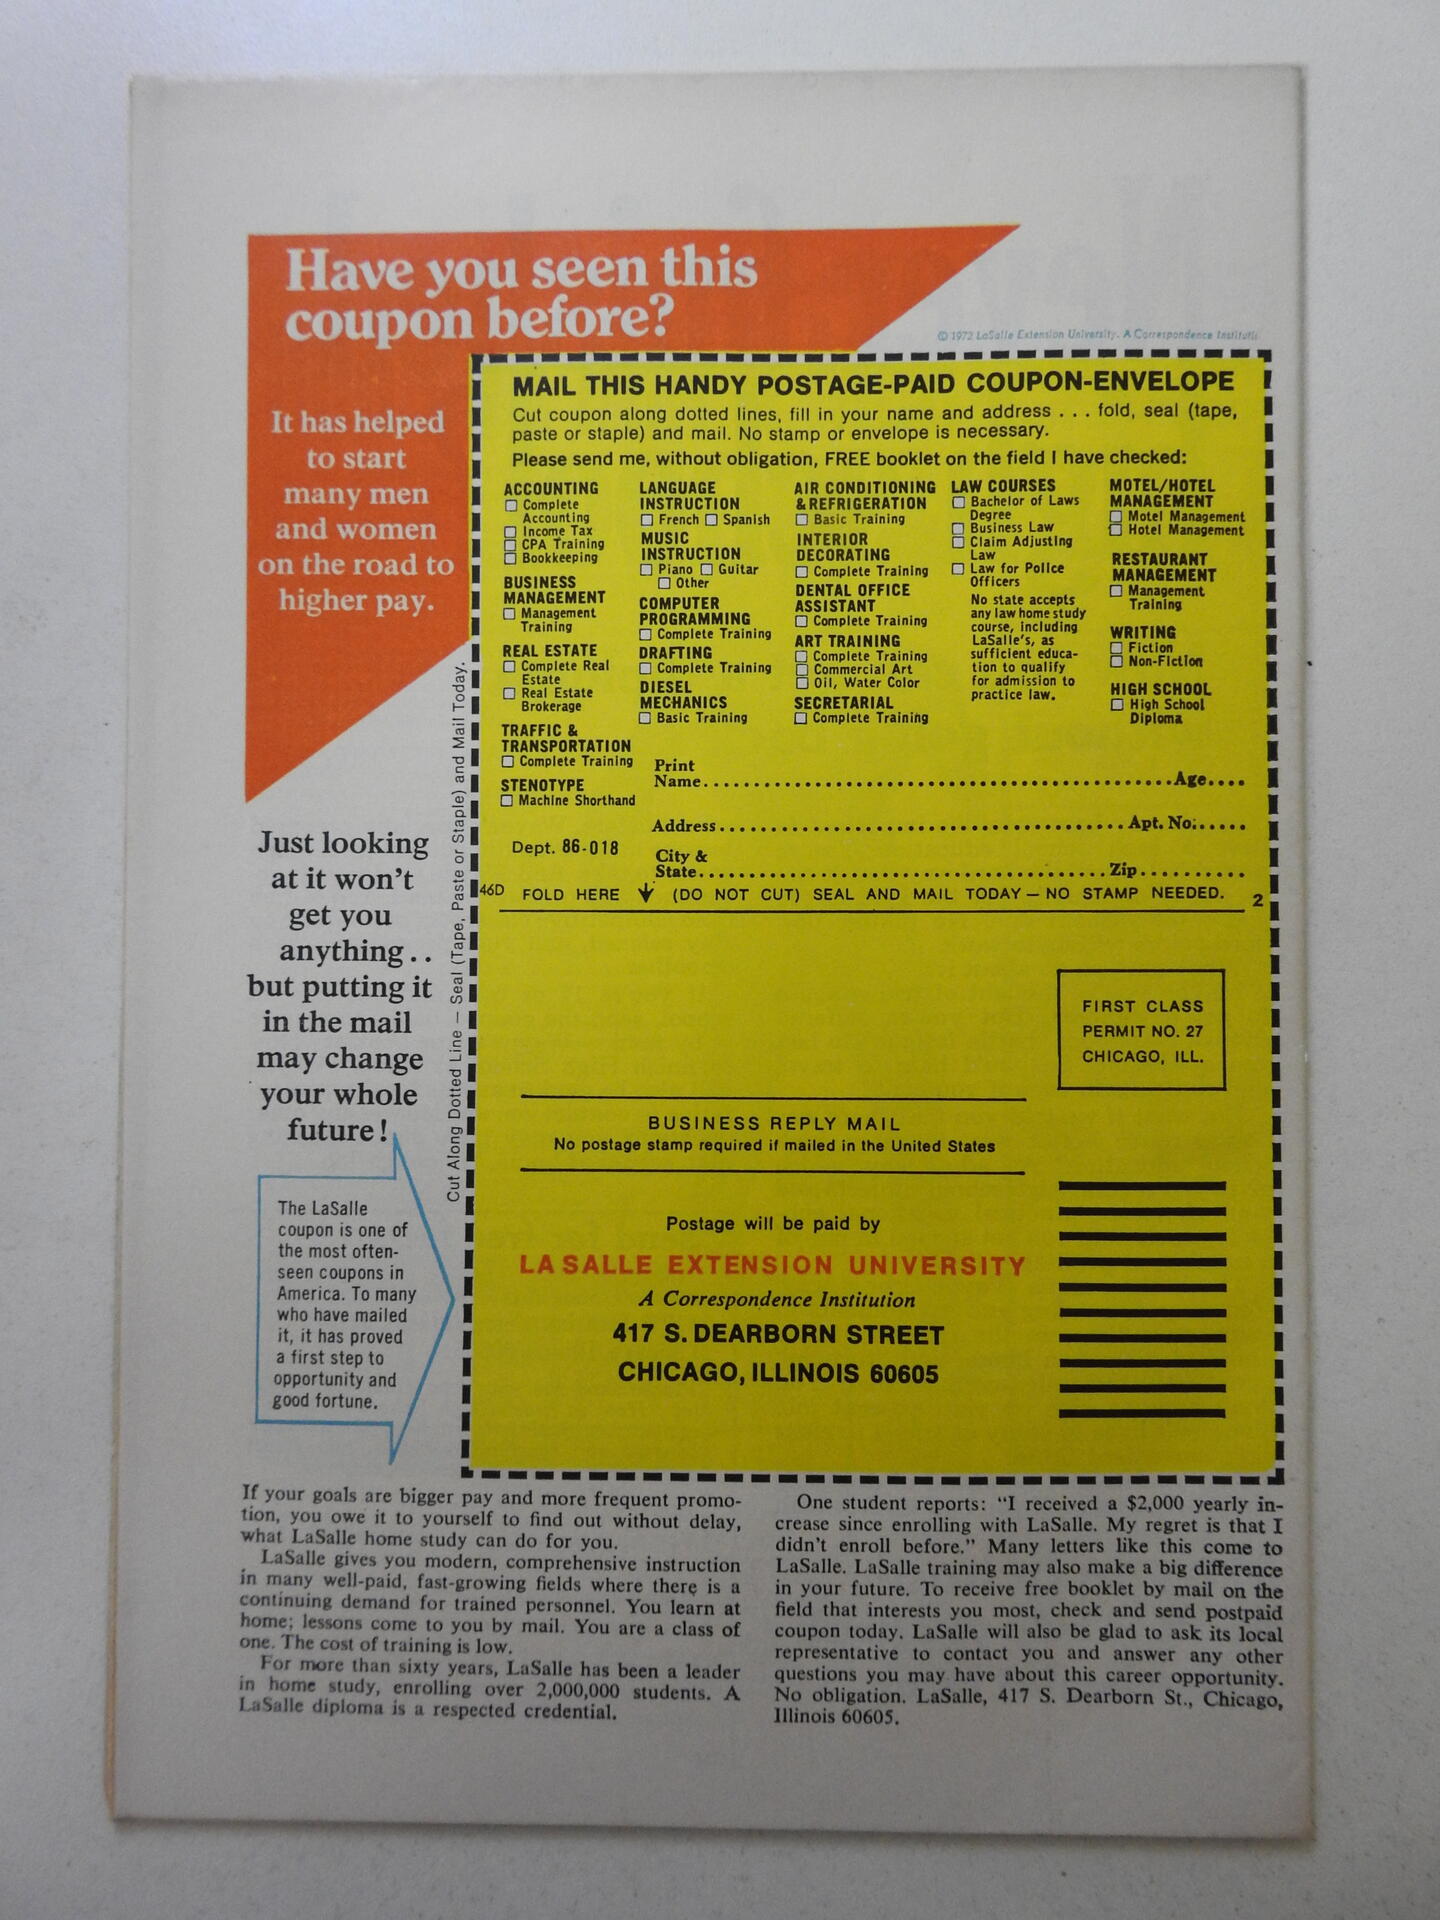 Have you seen this
coupon before?
© 1972 LaSalle Extension University. A Correspondence Instituti
It has helped
to start
many men
and women
on the road to
higher pay.
Just looking
at it won't
get you
anything..
but putting it
in the mail
may change
your whole
future!
The LaSalle
coupon is one of
the most often-
seen coupons in
America. To many
who have mailed
it, it has proved
a first step to
opportunity and
good fortune.
Cut Along Dotted Line — Seal (Tape, Paste or Staple) and Mail Today.
MAIL THIS HANDY POSTAGE-PAID COUPON-ENVELOPE
Cut coupon along dotted lines, fill in your name and address . . . fold, seal (tape,
paste or staple) and mail. No stamp or envelope is necessary.
Please send me, without obligation, FREE booklet on the field I have checked:
ACCOUNTING
Complete
Accounting
Income Tax
CPA Training
Bookkeeping
BUSINESS
MANAGEMENT
Management
Training
REAL ESTATE
Complete Real
Estate
Real Estate
Brokerage
TRAFFIC &
TRANSPORTATION
Complete Training
STENOTYPE
Machine Shorthand
LANGUAGE
INSTRUCTION
French Spanish
MUSIC
INSTRUCTION
Piano Guitar
Other
COMPUTER
PROGRAMMING
Complete Training
DRAFTING
Complete Training
DIESEL
MECHANICS
Basic Training
AIR CONDITIONING
& REFRIGERATION
Basic Training
INTERIOR
DECORATING
Complete Training
DENTAL OFFICE
ASSISTANT
Complete Training
ART TRAINING
Complete Training
Commercial Art
Oil, Water Color
SECRETARIAL
Complete Training
LAW COURSES
Bachelor of Laws
Degree
Business Law
Claim Adjusting
Law
Law for Police
Officers
No state accepts
any law home study
course, including
LaSalle's, as
sufficient educa-
tion to qualify
for admission to
practice law.
MOTEL/HOTEL
MANAGEMENT
Motel Management
Hotel Management
RESTAURANT
MANAGEMENT
Management
Training
WRITING
Fiction
Non-Fiction
HIGH SCHOOL
High School
Diploma
Print
Name.......... Age....
Address.......... Apt. No.....
Dept. 86-018
City &
State.......... Zip..........
46D FOLD HERE ↓ (DO NOT CUT) SEAL AND MAIL TODAY — NO STAMP NEEDED. 2
FIRST CLASS
PERMIT NO. 27
CHICAGO, ILL.
BUSINESS REPLY MAIL
No postage stamp required if mailed in the United States
Postage will be paid by
LA SALLE EXTENSION UNIVERSITY
A Correspondence Institution
417 S. DEARBORN STREET
CHICAGO, ILLINOIS 60605
If your goals are bigger pay and more frequent promo-
tion, you owe it to yourself to find out without delay,
what LaSalle home study can do for you.
LaSalle gives you modern, comprehensive instruction
in many well-paid, fast-growing fields where there is a
continuing demand for trained personnel. You learn at
home; lessons come to you by mail. You are a class of
one. The cost of training is low.
For more than sixty years, LaSalle has been a leader
in home study, enrolling over 2,000,000 students. A
LaSalle diploma is a respected credential.
One student reports: "I received a $2,000 yearly in-
crease since enrolling with LaSalle. My regret is that I
didn't enroll before." Many letters like this come to
LaSalle. LaSalle training may also make a big difference
in your future. To receive free booklet by mail on the
field that interests you most, check and send postpaid
coupon today. LaSalle will also be glad to ask its local
representative to contact you and answer any other
questions you may have about this career opportunity.
No obligation. LaSalle, 417 S. Dearborn St., Chicago,
Illinois 60605.